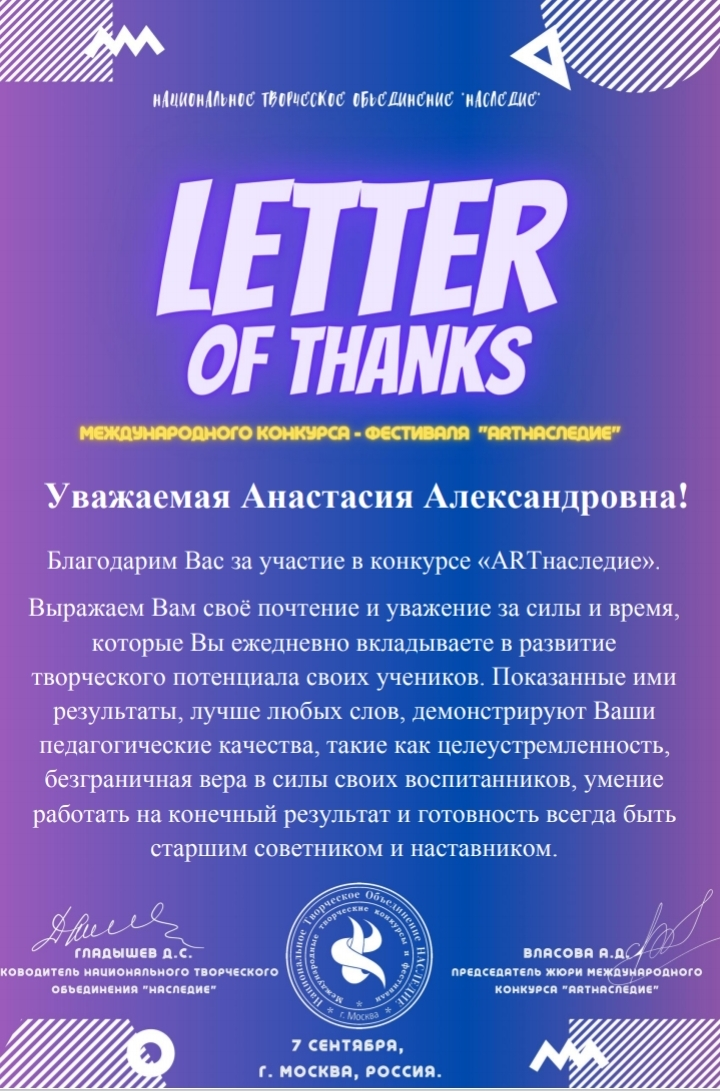 НАЦИОНАЛЬНОЕ ТВОРЧЕСКОЕ ОБЪЕДИНЕНИЕ "НАСЛЕДИЕ"
LETTER
OF THANKS
МЕЖДУНАРОДНОГО КОНКУРСА - ФЕСТИВАЛЯ "ARTНАСЛЕДИЕ"
Уважаемая Анастасия Александровна!
Благодарим Вас за участие в конкурсе «ARTнаследие».
Выражаем Вам своё почтение и уважение за силы и время,
которые Вы ежедневно вкладываете в развитие
творческого потенциала своих учеников. Показанные ими
результаты, лучше любых слов, демонстрируют Ваши
педагогические качества, такие как целеустремленность,
безграничная вера в силы своих воспитанников, умение
работать на конечный результат и готовность всегда быть
старшим советником и наставником.
ГЛАДЫШЕВ Д.С.
КОВОДИТЕЛЬ НАЦИОНАЛЬНОГО ТВОРЧЕСКОГО
ОБЪЕДИНЕНИЯ "НАСЛЕДИЕ"
Национальное Творческое Объединение НАСЛЕДИЕ
Международные творческие конкурсы и фестивали
г. Москва
ВЛАСОВА А.Д.
ПРЕДСЕДАТЕЛЬ ЖЮРИ МЕЖДУНАРОДНОГО
КОНКУРСА "ARTНАСЛЕДИЕ"
7 СЕНТЯБРЯ,
Г. МОСКВА, РОССИЯ.